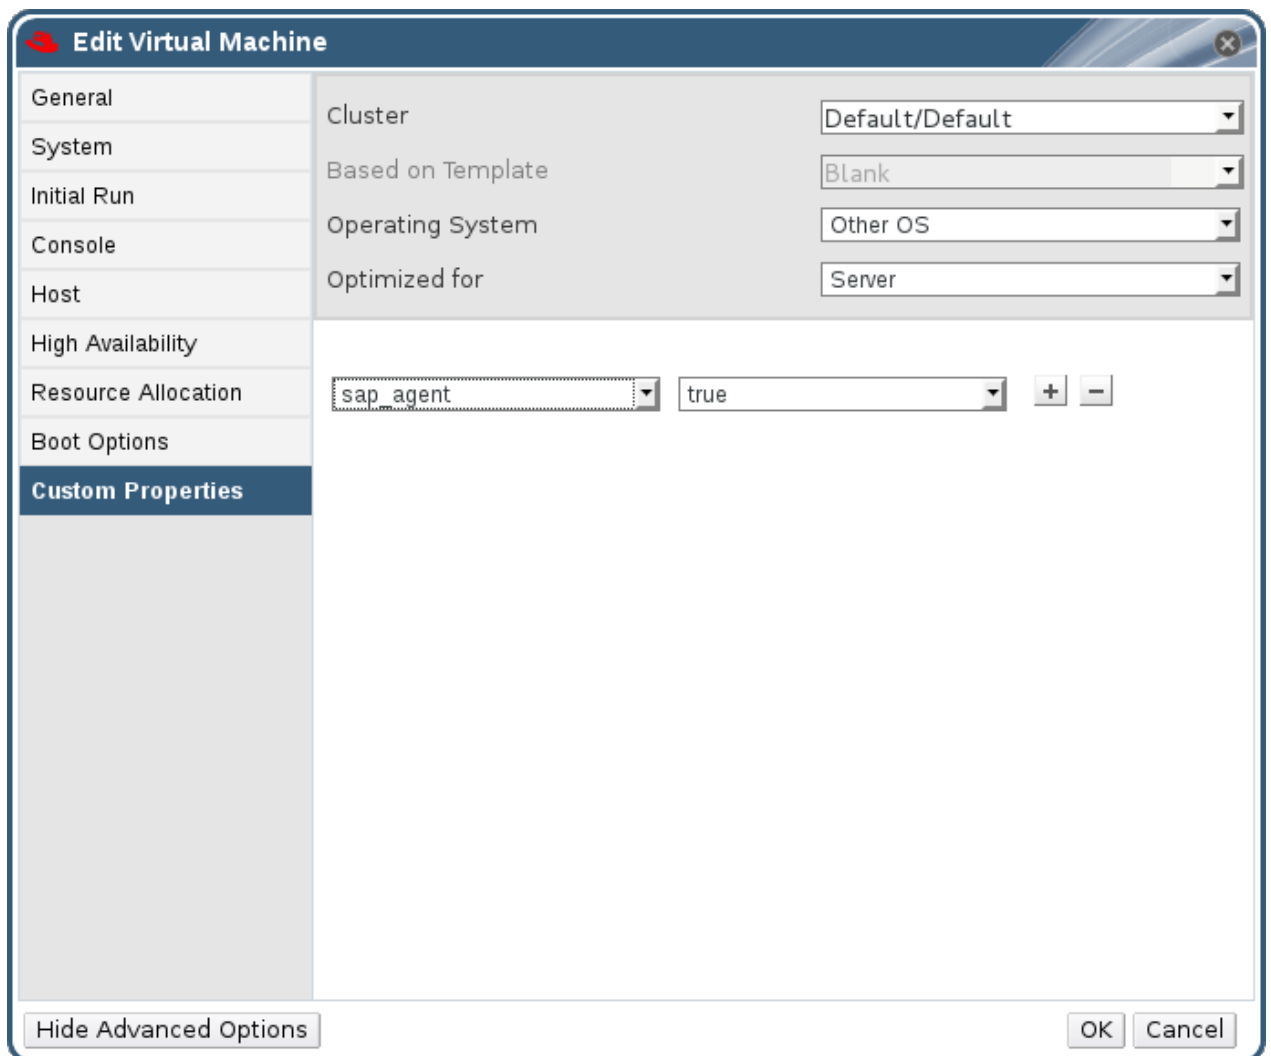 Edit Virtual Machine
General
System
Initial Run
Console
Host
High Availability
Resource Allocation
Boot Options
Custom Properties
Cluster Default/Default
Based on Template Blank
Operating System Other OS
Optimized for Server
sap_agent true + −
Hide Advanced Options OK Cancel